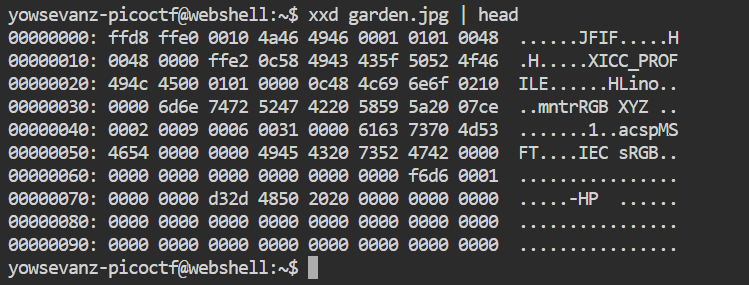 yowsevanz-picoctf@webshell:~$ xxd garden.jpg | head
00000000: ffd8 ffe0 0010 4a46 4946 0001 0101 0048  ......JFIF.....H
00000010: 0048 0000 ffe2 0c58 4943 435f 5052 4f46  .H.....XICC_PROF
00000020: 494c 4500 0101 0000 0c48 4c69 6e6f 0210  ILE......HLino..
00000030: 0000 6d6e 7472 5247 4220 5859 5a20 07ce  ..mntrRGB XYZ ..
00000040: 0002 0009 0006 0031 0000 6163 7370 4d53  .......1..acspMS
00000050: 4654 0000 0000 4945 4320 7352 4742 0000  FT....IEC sRGB..
00000060: 0000 0000 0000 0000 0000 0000 f6d6 0001  ................
00000070: 0000 0000 d32d 4850 2020 0000 0000 0000  .....-HP  ......
00000080: 0000 0000 0000 0000 0000 0000 0000 0000  ................
00000090: 0000 0000 0000 0000 0000 0000 0000 0000  ................
yowsevanz-picoctf@webshell:~$